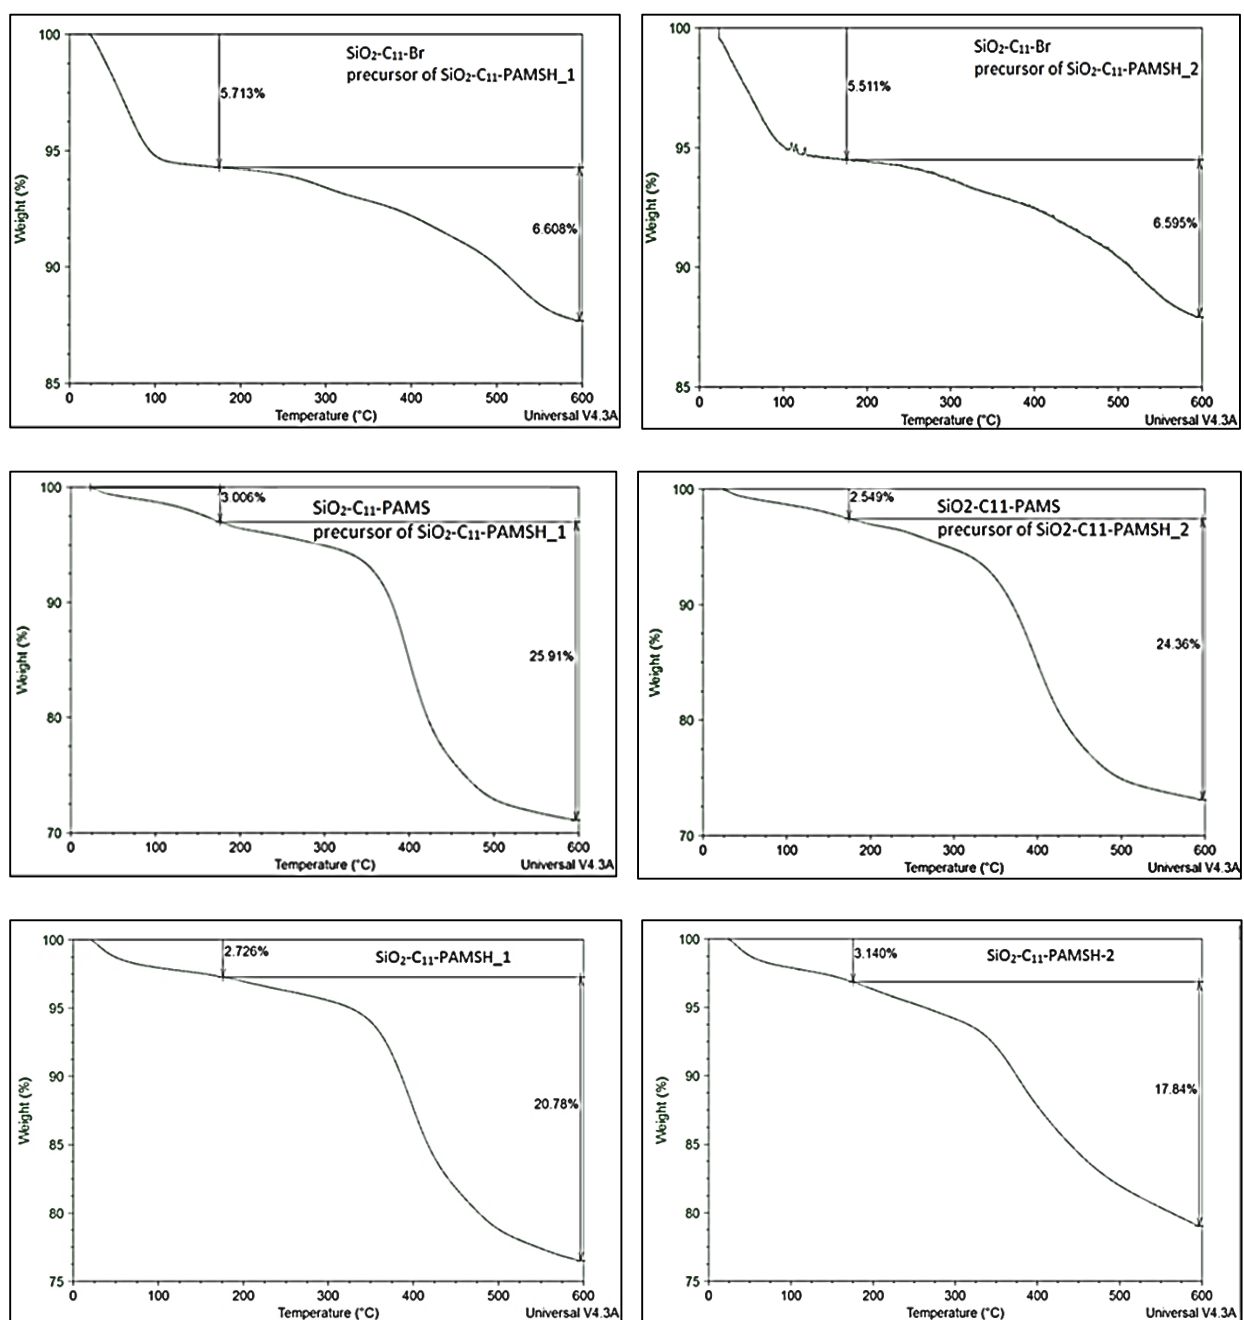 SiO₂-C₁₁-Br
precursor of SiO₂-C₁₁-PAMSH_1
5.713%
6.608%
100
95
90
85
Weight (%)
0 100 200 300 400 500 600
Temperature (°C)
Universal V4.3A
SiO₂-C₁₁-Br
precursor of SiO₂-C₁₁-PAMSH_2
5.511%
6.595%
100
95
90
85
Weight (%)
0 100 200 300 400 500 600
Temperature (°C)
Universal V4.3A
3.006%
SiO₂-C₁₁-PAMS
precursor of SiO₂-C₁₁-PAMSH_1
25.91%
100
90
80
70
Weight (%)
0 100 200 300 400 500 600
Temperature (°C)
Universal V4.3A
2.549%
SiO2-C11-PAMS
precursor of SiO2-C11-PAMSH_2
24.36%
100
90
80
70
Weight (%)
0 100 200 300 400 500 600
Temperature (°C)
Universal V4.3A
2.726%
SiO₂-C₁₁-PAMSH_1
20.78%
100
95
90
85
80
75
Weight (%)
0 100 200 300 400 500 600
Temperature (°C)
Universal V4.3A
3.140%
SiO₂-C₁₁-PAMSH-2
17.84%
100
95
90
85
80
75
Weight (%)
0 100 200 300 400 500 600
Temperature (°C)
Universal V4.3A